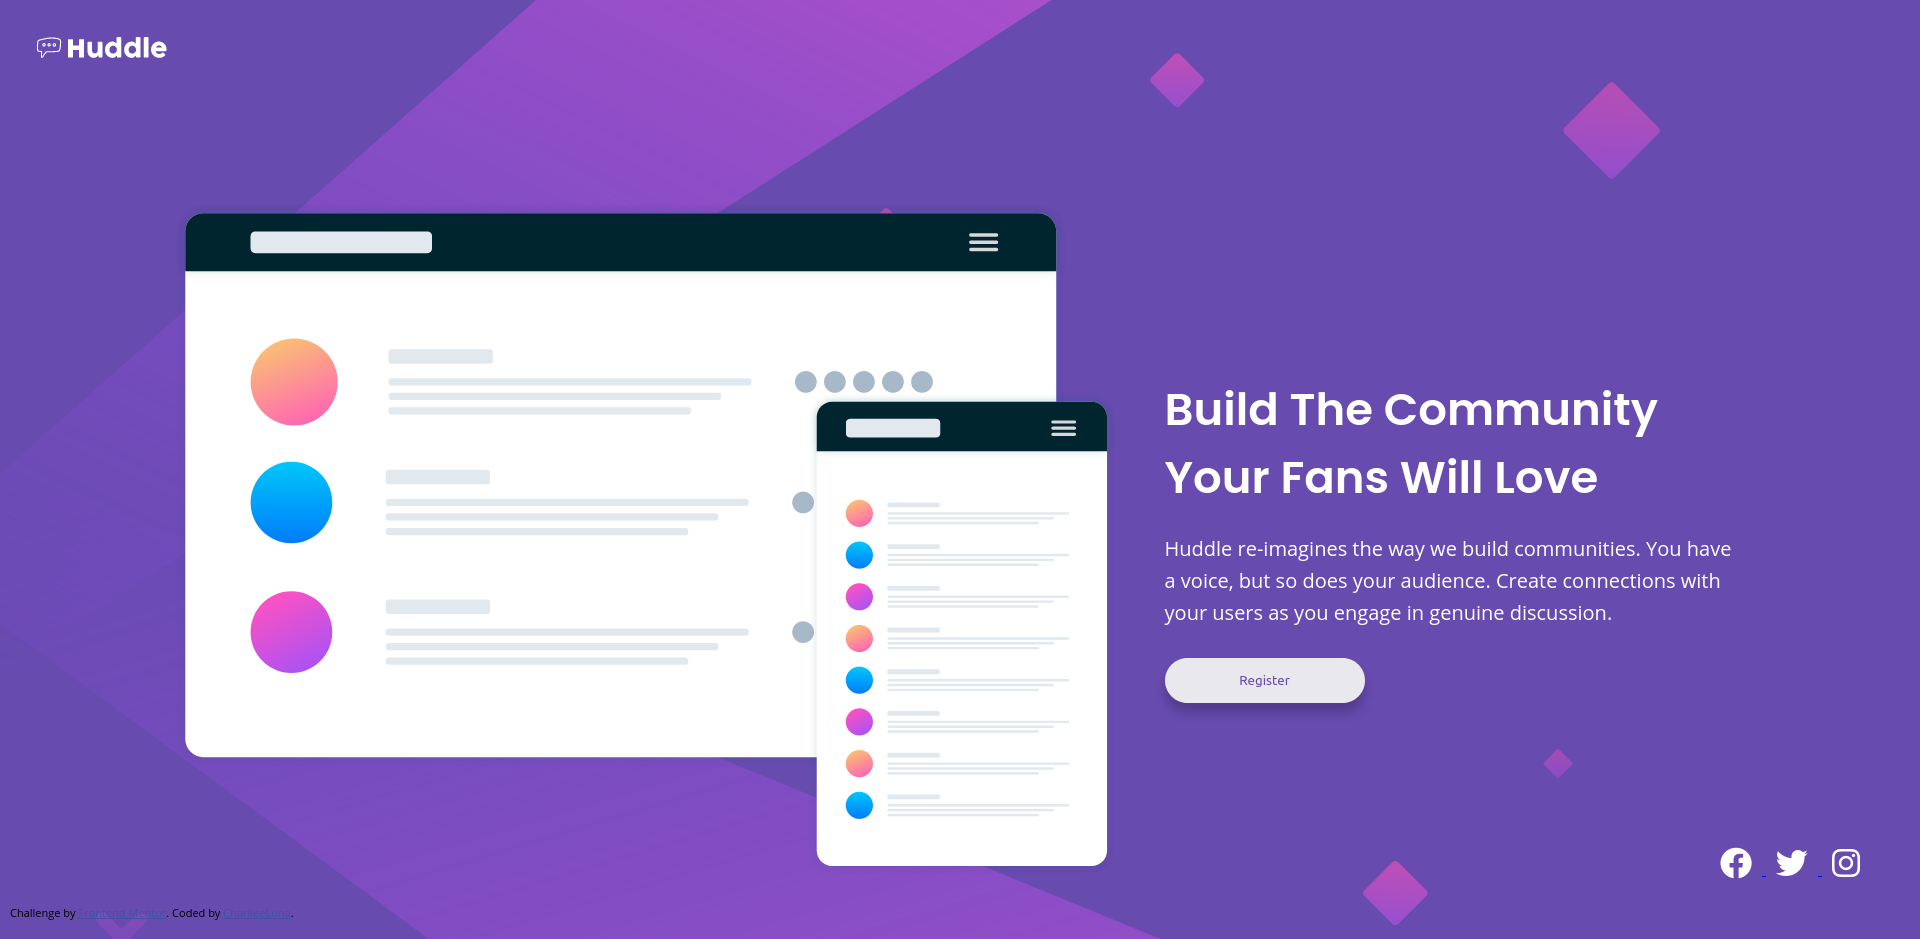 Huddle
Build The Community
Your Fans Will Love
Huddle re-imagines the way we build communities. You have
a voice, but so does your audience. Create connections with
your users as you engage in genuine discussion.
Register
Challenge by Frontend Mentor. Coded by